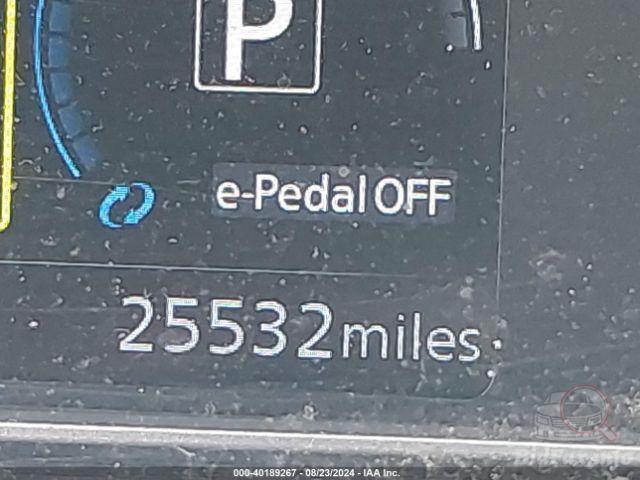 P
e-Pedal OFF
25532miles
000-40189267 - 08/23/2024 - IAA Inc.